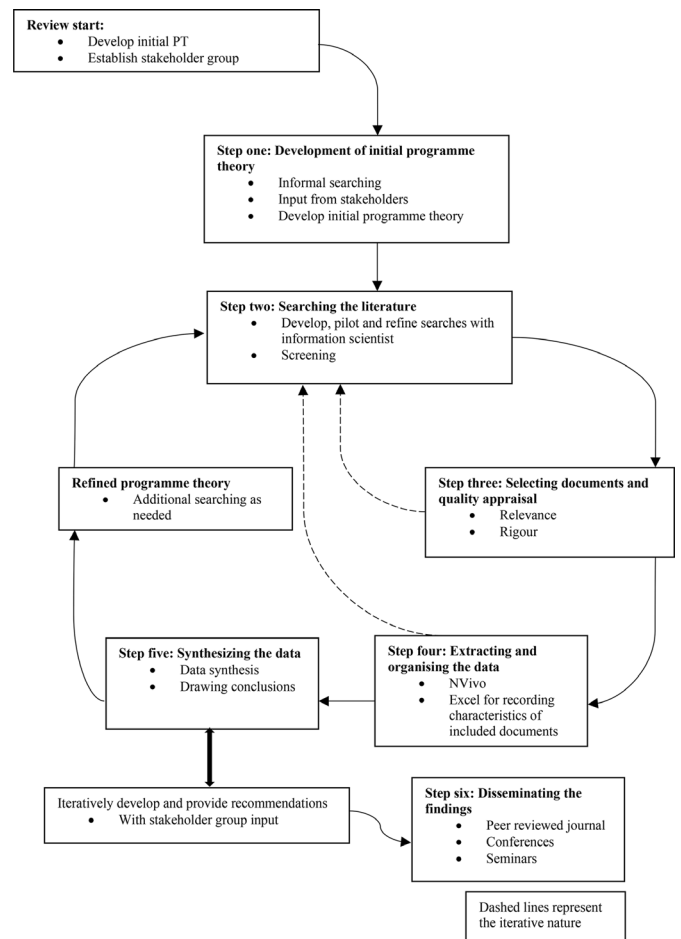 Review start:
• Develop initial PT
• Establish stakeholder group
Step one: Development of initial programme
theory
• Informal searching
• Input from stakeholders
• Develop initial programme theory
Step two: Searching the literature
• Develop, pilot and refine searches with
information scientist
• Screening
Refined programme theory
• Additional searching as
needed
Step three: Selecting documents and
quality appraisal
• Relevance
• Rigour
Step five: Synthesizing the data
• Data synthesis
• Drawing conclusions
Step four: Extracting and
organising the data
• NVivo
• Excel for recording
characteristics of
included documents
Iteratively develop and provide recommendations
• With stakeholder group input
Step six: Disseminating the
findings
• Peer reviewed journal
• Conferences
• Seminars
Dashed lines represent
the iterative nature